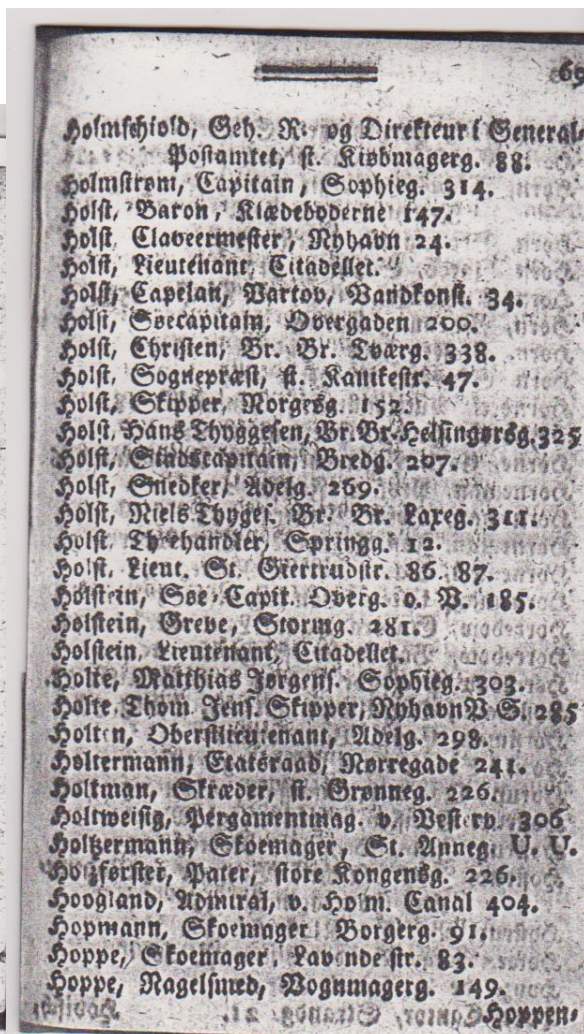 69
Holmschiold, Geh. R. og Direkteur i General-
Postamtet, st. Kiøbmagerg. 88.
Holmstrøm, Capitain, Sophieg. 314.
Holst, Baron, Klædeboderne 147.
Holst, Claveermester, Nyhavn 24.
Holst, Lieutenant, Citadellet.
Holst, Capelan, Vartov, Vandkonst. 34.
Holst, Søecapitain, Overgaden 200.
Holst, Christen, Br. Br. Tværg. 338.
Holst, Sognepræst, st. Kanikestr. 47.
Holst, Skipper, Norgesg. 152.
Holst, Hans Thyggesen, Br. Br. Helsingørsg. 325
Holst, Stadscapitain, Bredg. 207.
Holst, Snedker, Adelg. 269.
Holst, Niels Thyges. Br. Br. Laxeg. 311.
Holst, Th ehandler, Springg. 12.
Holst, Lieut. St. Giertrudstr. 86. 87.
Holstein, Søe-Capit. Overg. o. V. 185.
Holstein, Greve, Stormg. 281.
Holstein, Lieutenant, Citadellet.
Holte, Matthias Jørgens. Sophieg. 303.
Holte, Thom. Jens. Skipper, Nyhavn V. S. 285
Holten, Oberstlieutenant, Adelg. 298.
Holtermann, Etatsraad, Nørregade 241.
Holtman, Skræder, st. Grønneg. 226.
Holtweisig, Pergamentmag. v. Vesterv. 306
Holtzermann, Skoemager, St. Anneg. U. U.
Holzførster, Pater, store Kongensg. 226.
Hoogland, Admiral, v. Holm. Canal 404.
Hopmann, Skoemager Borgerg. 91.
Hoppe, Skoemager, Lavendelstr. 83.
Hoppe, Nagelsmed, Vognmagerg. 149.
Hoppen-